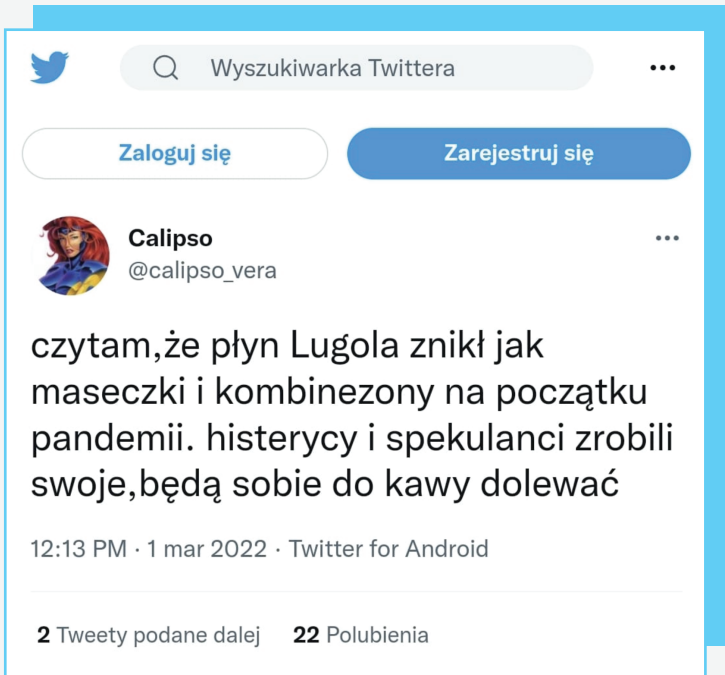 Wyszukiwarka Twittera
Zaloguj się
Zarejestruj się
Calipso
@calipso_vera
czytam,że płyn Lugola znikł jak
maseczki i kombinezony na początku
pandemii. histerycy i spekulanci zrobili
swoje,będą sobie do kawy dolewać
12:13 PM · 1 mar 2022 · Twitter for Android
2 Tweety podane dalej 22 Polubienia